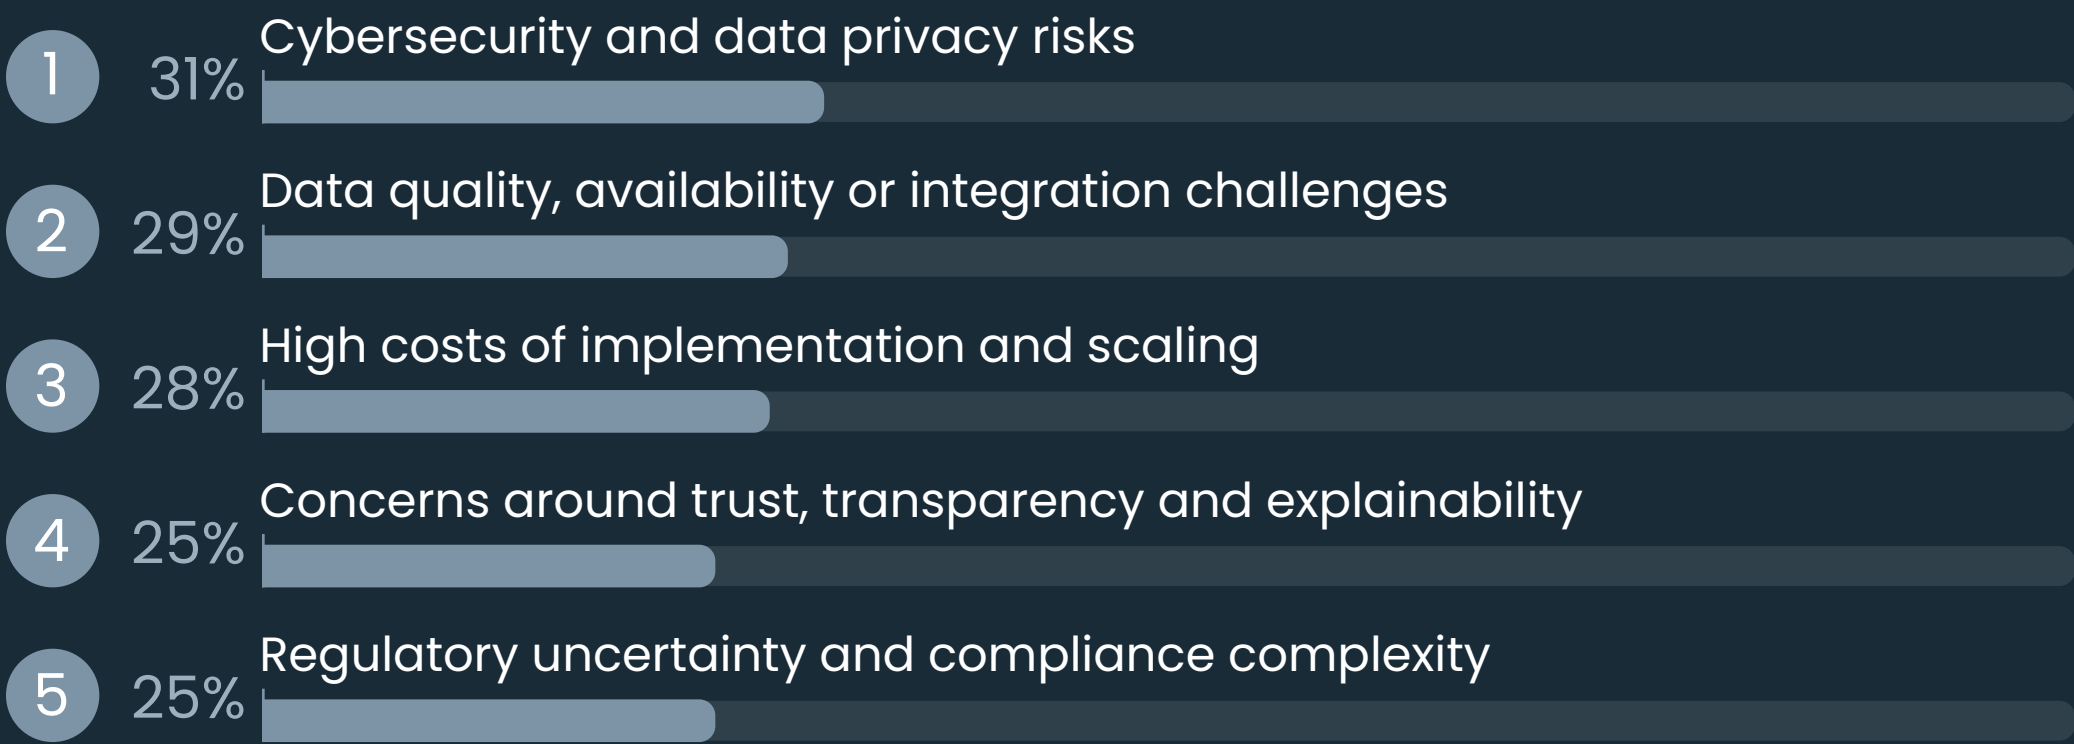 Cybersecurity and data privacy risks
1 31%
Data quality, availability or integration challenges
2 29%
High costs of implementation and scaling
3 28%
Concerns around trust, transparency and explainability
4 25%
Regulatory uncertainty and compliance complexity
5 25%